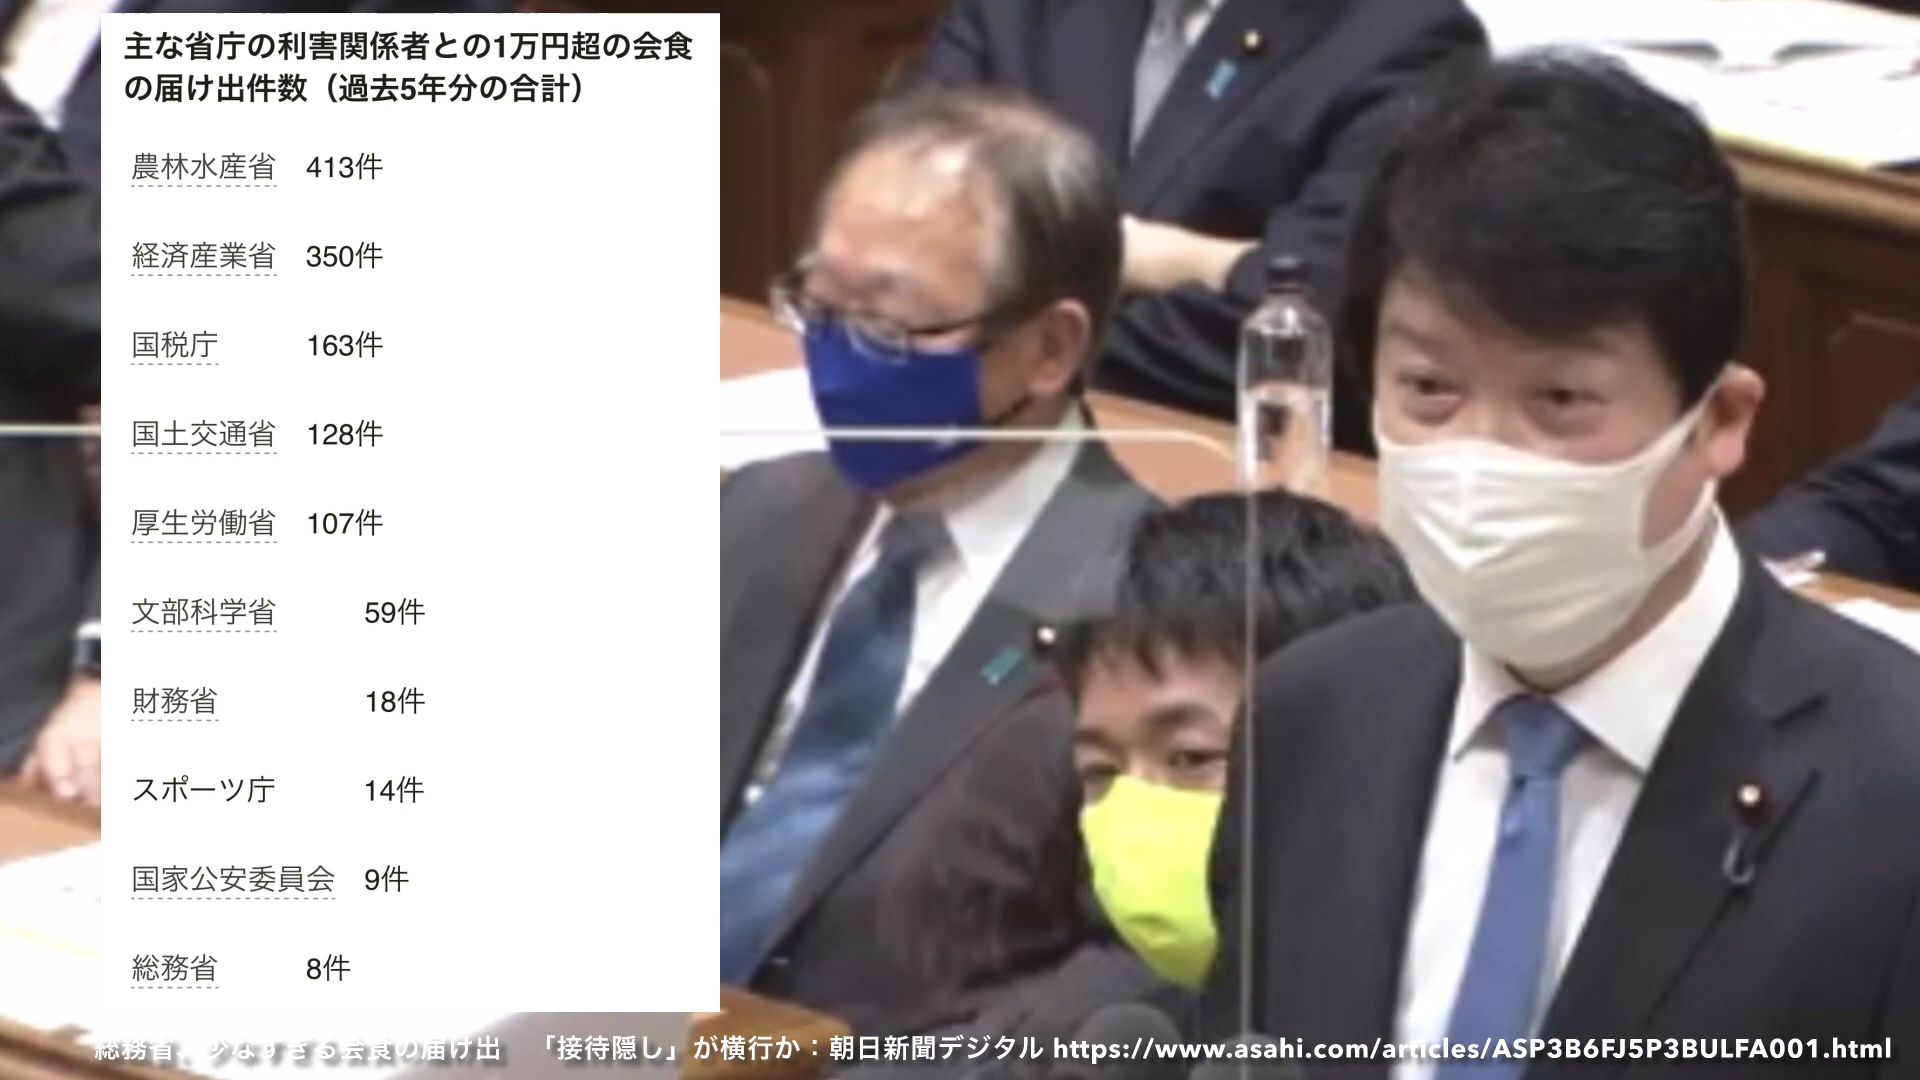 主な省庁の利害関係者との1万円超の会食
の届け出件数（過去5年分の合計）
農林水産省 413件
経済産業省 350件
国税庁 163件
国土交通省 128件
厚生労働省 107件
文部科学省 59件
財務省 18件
スポーツ庁 14件
国家公安委員会 9件
総務省 8件
総務省、少なすぎる会食の届け出　「接待隠し」が横行か：朝日新聞デジタル https://www.asahi.com/articles/ASP3B6FJ5P3BULFA001.html